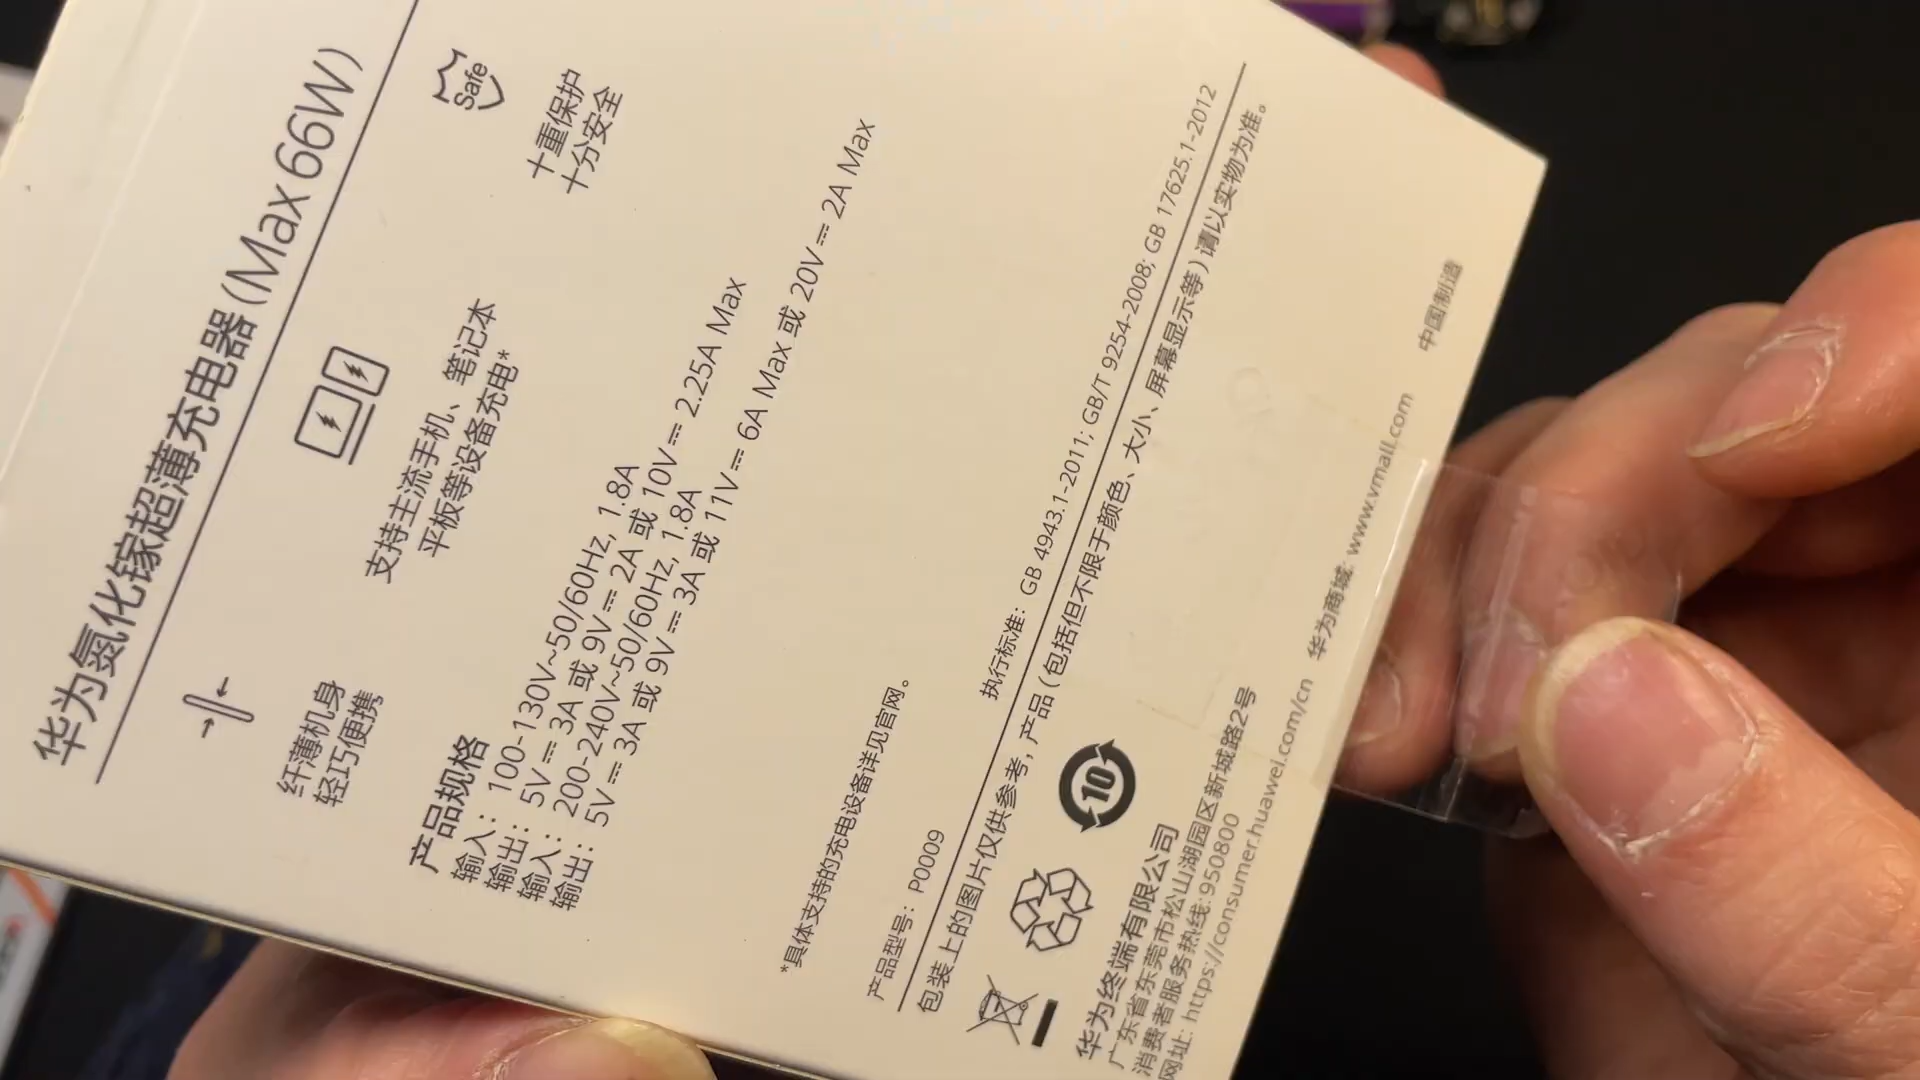 华为氮化镓超薄充电器 (Max 66W)
纤薄机身
轻巧便携
支持主流手机、笔记本
平板等设备充电*
Safe
十重保护
十分安全
产品规格
输入: 100-130V~50/60Hz, 1.8A
输出: 5V⎓3A 或 9V⎓2A 或 10V⎓2.25A Max
输入: 200-240V~50/60Hz, 1.8A
输出: 5V⎓3A 或 9V⎓3A 或 11V⎓6A Max 或 20V⎓2A Max
*具体支持的充电设备详见官网。
产品型号: P0009
执行标准: GB 4943.1-2011; GB/T 9254-2008; GB 17625.1-2012
包装上的图片仅供参考, 产品 (包括但不限于颜色、大小、屏幕显示等) 请以实物为准。
10
华为终端有限公司
广东省东莞市松山湖园区新城路2号
消费者服务热线: 950800
网址: https://consumer.huawei.com/cn 华为商城: www.vmall.com 中国制造